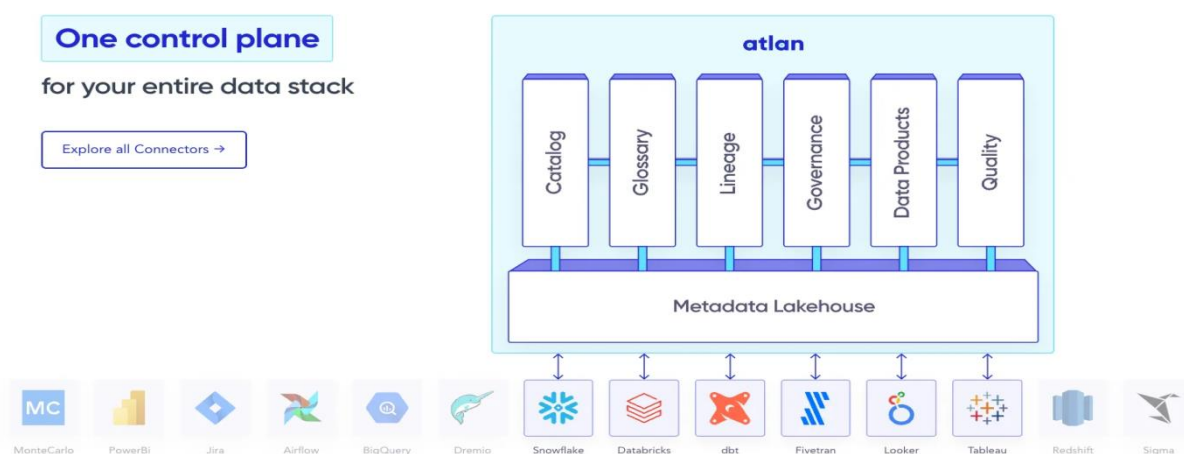 One control plane
for your entire data stack
Explore all Connectors →
atlan
Catalog
Glossary
Lineage
Governance
Data Products
Quality
Metadata Lakehouse
MC
MonteCarlo
PowerBi
Jira
Airflow
BigQuery
Dremio
Snowflake
Databricks
dbt
Fivetran
Looker
Tableau
Redshift
Sigma